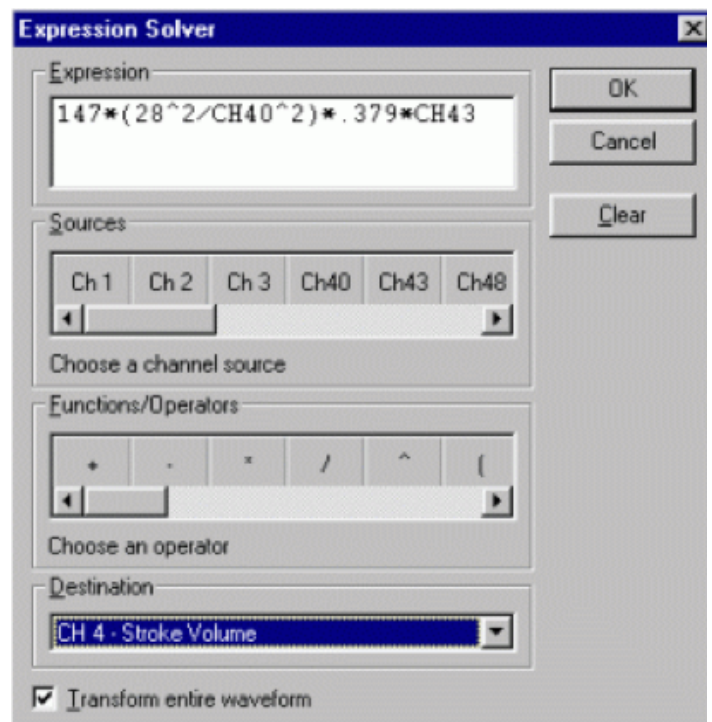 Expression Solver
Expression
147*(28^2/CH40^2)*.379*CH43
OK
Cancel
Clear
Sources
Ch 1 Ch 2 Ch 3 Ch40 Ch43 Ch48
Choose a channel source
Functions/Operators
+ - * / ^ (
Choose an operator
Destination
CH 4 - Stroke Volume
Transform entire waveform